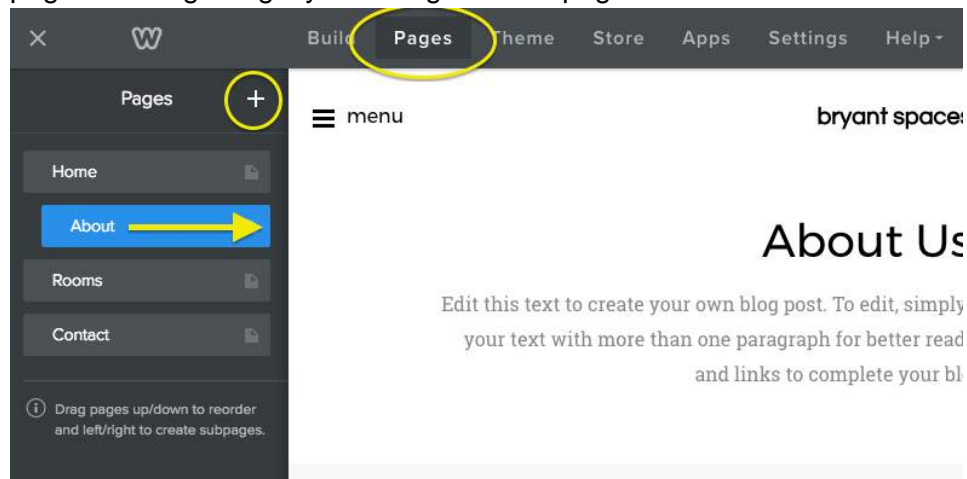 Build Pages Theme Store Apps Settings Help
Pages +
Home
About
Rooms
Contact
Drag pages up/down to reorder
and left/right to create subpages.
menu
bryant spaces
About Us
Edit this text to create your own blog post. To edit, simply
your text with more than one paragraph for better read
and links to complete your bl